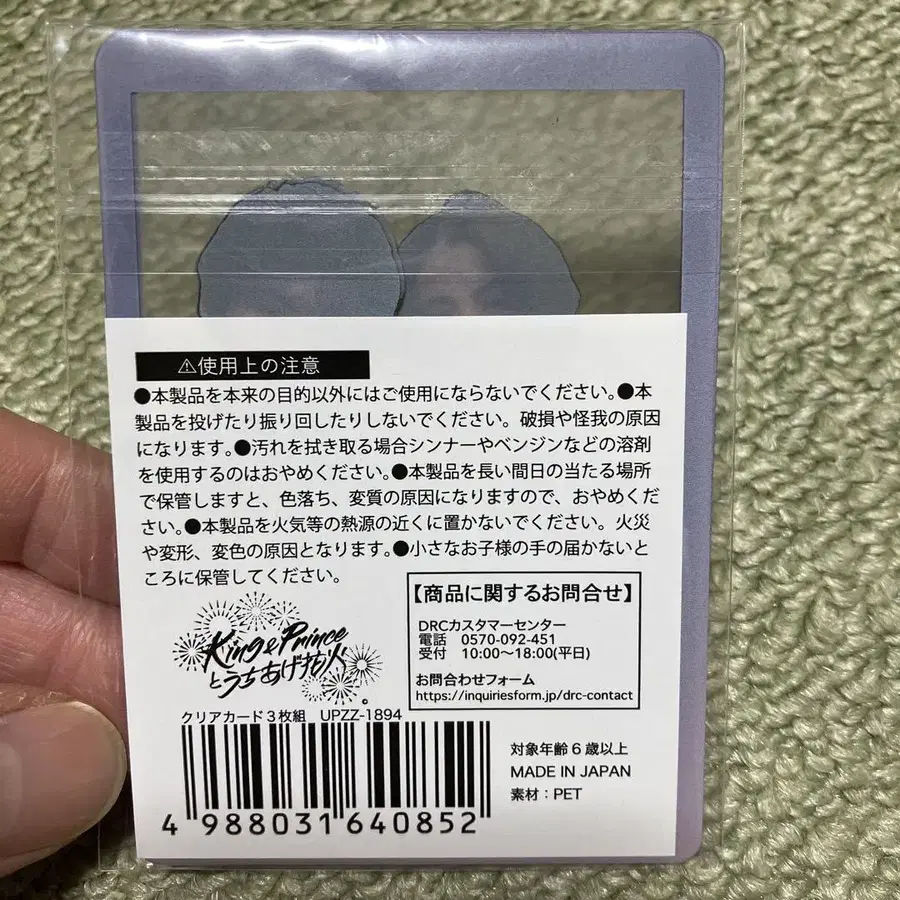 ⚠使用上の注意
●本製品を本来の目的以外にはご使用にならないでください。●本
製品を投げたり振り回したりしないでください。破損や怪我の原因
になります。●汚れを拭き取る場合シンナーやベンジンなどの溶剤
を使用するのはおやめください。●本製品を長い間日の当たる場所
で保管しますと、色落ち、変質の原因になりますので、おやめくだ
さい。●本製品を火気等の熱源の近くに置かないでください。火災
や変形、変色の原因となります。●小さなお子様の手の届かないと
ころに保管してください。
King & Prince
とうちあげ花火
クリアカード3枚組 UPZZ-1894
4 988031 640852
【商品に関するお問合せ】
DRCカスタマーセンター
電話 0570-092-451
受付 10:00〜18:00(平日)
お問合わせフォーム
https://inquiriesform.jp/drc-contact
対象年齢6歳以上
MADE IN JAPAN
素材：PET